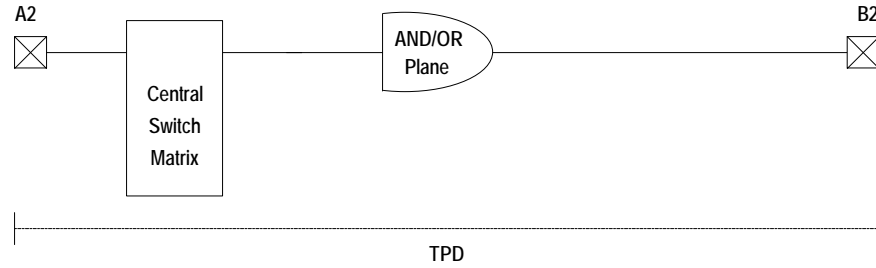 A2
B2
AND/OR
Plane
Central
Switch
Matrix
TPD